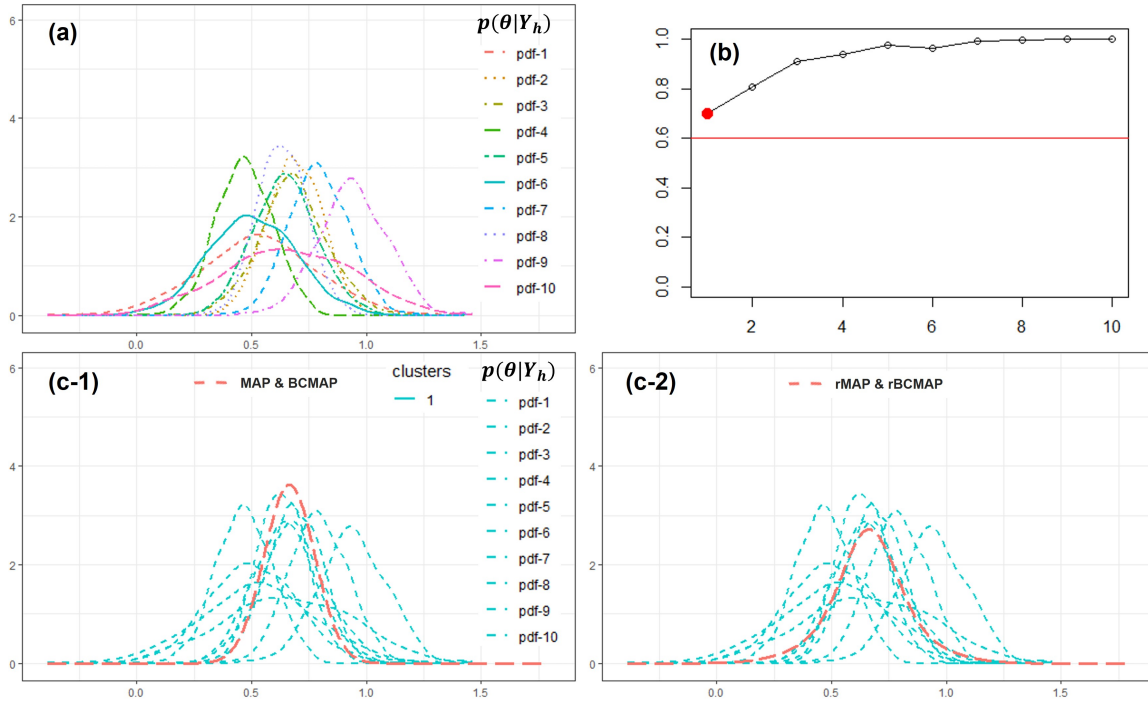 (a)
p(θ|Y_h)
pdf-1
pdf-2
pdf-3
pdf-4
pdf-5
pdf-6
pdf-7
pdf-8
pdf-9
pdf-10
6
4
2
0
0.0 0.5 1.0 1.5
(b)
1.0
0.8
0.6
0.4
0.2
0.0
2 4 6 8 10
(c-1)
MAP & BCMAP
clusters
1
p(θ|Y_h)
pdf-1
pdf-2
pdf-3
pdf-4
pdf-5
pdf-6
pdf-7
pdf-8
pdf-9
pdf-10
6
4
2
0
0.0 0.5 1.0 1.5
(c-2)
rMAP & rBCMAP
6
4
2
0
0.0 0.5 1.0 1.5